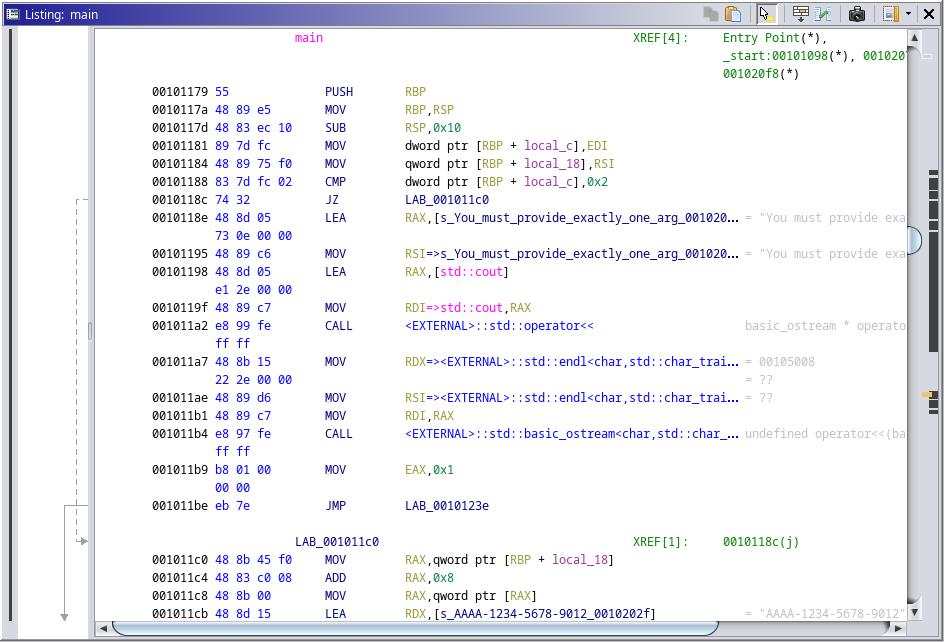 Listing: main
main XREF[4]: Entry Point(*),
_start:00101098(*), 001020
001020f8(*)
00101179 55 PUSH RBP
0010117a 48 89 e5 MOV RBP,RSP
0010117d 48 83 ec 10 SUB RSP,0x10
00101181 89 7d fc MOV dword ptr [RBP + local_c],EDI
00101184 48 89 75 f0 MOV qword ptr [RBP + local_18],RSI
00101188 83 7d fc 02 CMP dword ptr [RBP + local_c],0x2
0010118c 74 32 JZ LAB_001011c0
0010118e 48 8d 05 LEA RAX,[s_You_must_provide_exactly_one_arg_001020... = "You must provide exa
73 0e 00 00
00101195 48 89 c6 MOV RSI=>s_You_must_provide_exactly_one_arg_001020... = "You must provide exa
00101198 48 8d 05 LEA RAX,[std::cout]
e1 2e 00 00
0010119f 48 89 c7 MOV RDI=>std::cout,RAX
001011a2 e8 99 fe CALL <EXTERNAL>::std::operator<< basic_ostream * operato
ff ff
001011a7 48 8b 15 MOV RDX=><EXTERNAL>::std::endl<char,std::char_trai... = 00105008
22 2e 00 00 = ??
001011ae 48 89 d6 MOV RSI=><EXTERNAL>::std::endl<char,std::char_trai... = ??
001011b1 48 89 c7 MOV RDI,RAX
001011b4 e8 97 fe CALL <EXTERNAL>::std::basic_ostream<char,std::char_... undefined operator<<(ba
ff ff
001011b9 b8 01 00 MOV EAX,0x1
00 00
001011be eb 7e JMP LAB_0010123e
LAB_001011c0 XREF[1]: 0010118c(j)
001011c0 48 8b 45 f0 MOV RAX,qword ptr [RBP + local_18]
001011c4 48 83 c0 08 ADD RAX,0x8
001011c8 48 8b 00 MOV RAX,qword ptr [RAX]
001011cb 48 8d 15 LEA RDX,[s_AAAA-1234-5678-9012_0010202f] = "AAAA-1234-5678-9012"